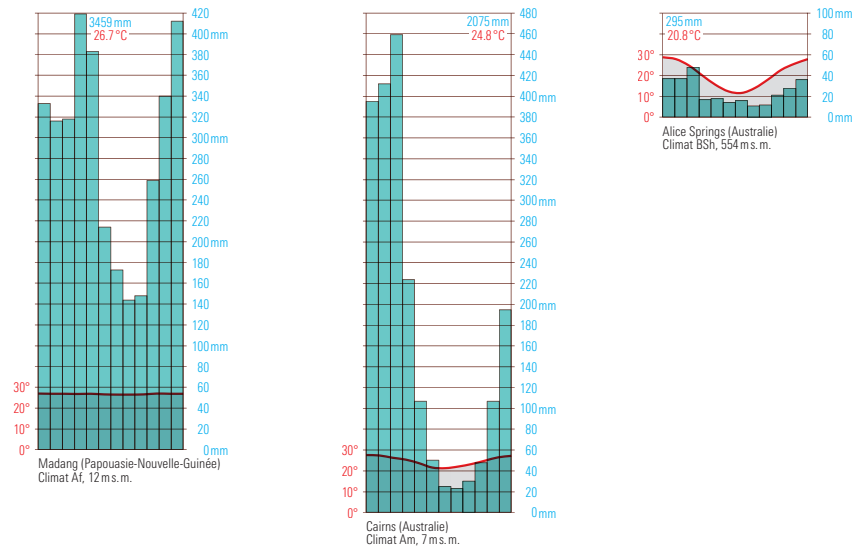 3459 mm
26.7 °C
420
400 mm
380
360
340
320
300 mm
280
260
240
220
200 mm
180
160
140
120
100 mm
80
60
40
20
0 mm
30°
20°
10°
0°
Madang (Papouasie-Nouvelle-Guinée)
Climat Af, 12 m s. m.
2075 mm
24.8 °C
480
460
440
420
400 mm
380
360
340
320
300 mm
280
260
240
220
200 mm
180
160
140
120
100 mm
80
60
40
20
0 mm
30°
20°
10°
0°
Cairns (Australie)
Climat Am, 7 m s. m.
295 mm
20.8 °C
100 mm
80
60
40
20
0 mm
30°
20°
10°
0°
Alice Springs (Australie)
Climat BSh, 554 m s. m.